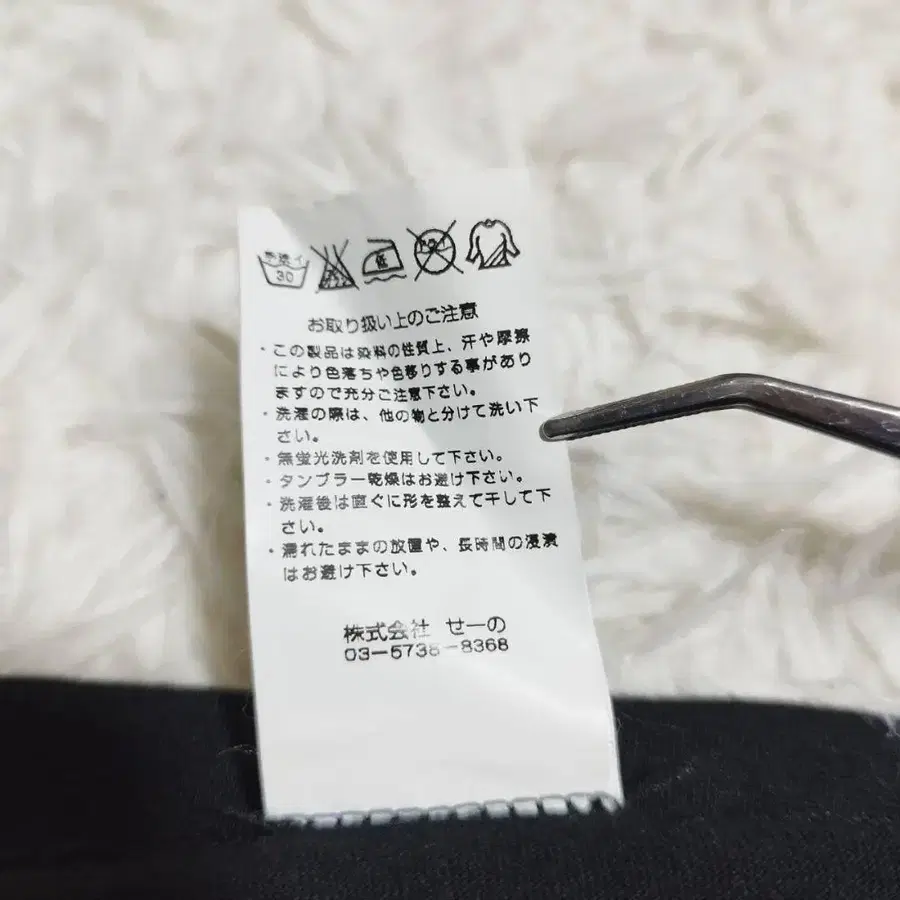 手洗イ
30
低
お取り扱い上のご注意
・この製品は染料の性質上、汗や摩擦
により色落ちや色移りする事があり
ますので充分ご注意下さい。
・洗濯の際は、他の物と分けて洗い下
さい。
・無蛍光洗剤を使用して下さい。
・タンブラー乾燥はお避け下さい。
・洗濯後は直ぐに形を整えて干して下
さい。
・濡れたままの放置や、長時間の浸漬
はお避け下さい。
株式会社 せーの
03-5738-8368